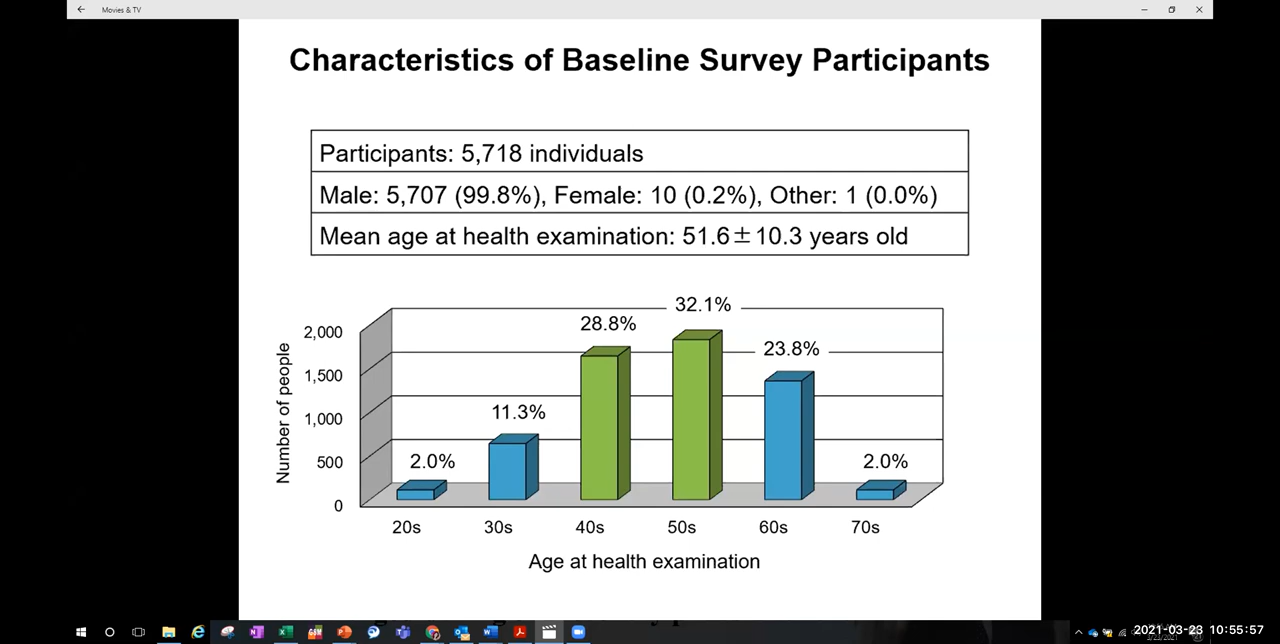 Movies & TV
Characteristics of Baseline Survey Participants
Participants: 5,718 individuals
Male: 5,707 (99.8%), Female: 10 (0.2%), Other: 1 (0.0%)
Mean age at health examination: 51.6±10.3 years old
Number of people
2,000
1,500
1,000
500
0
2.0%
11.3%
28.8%
32.1%
23.8%
2.0%
20s
30s
40s
50s
60s
70s
Age at health examination
2021-03-23 10:55:57